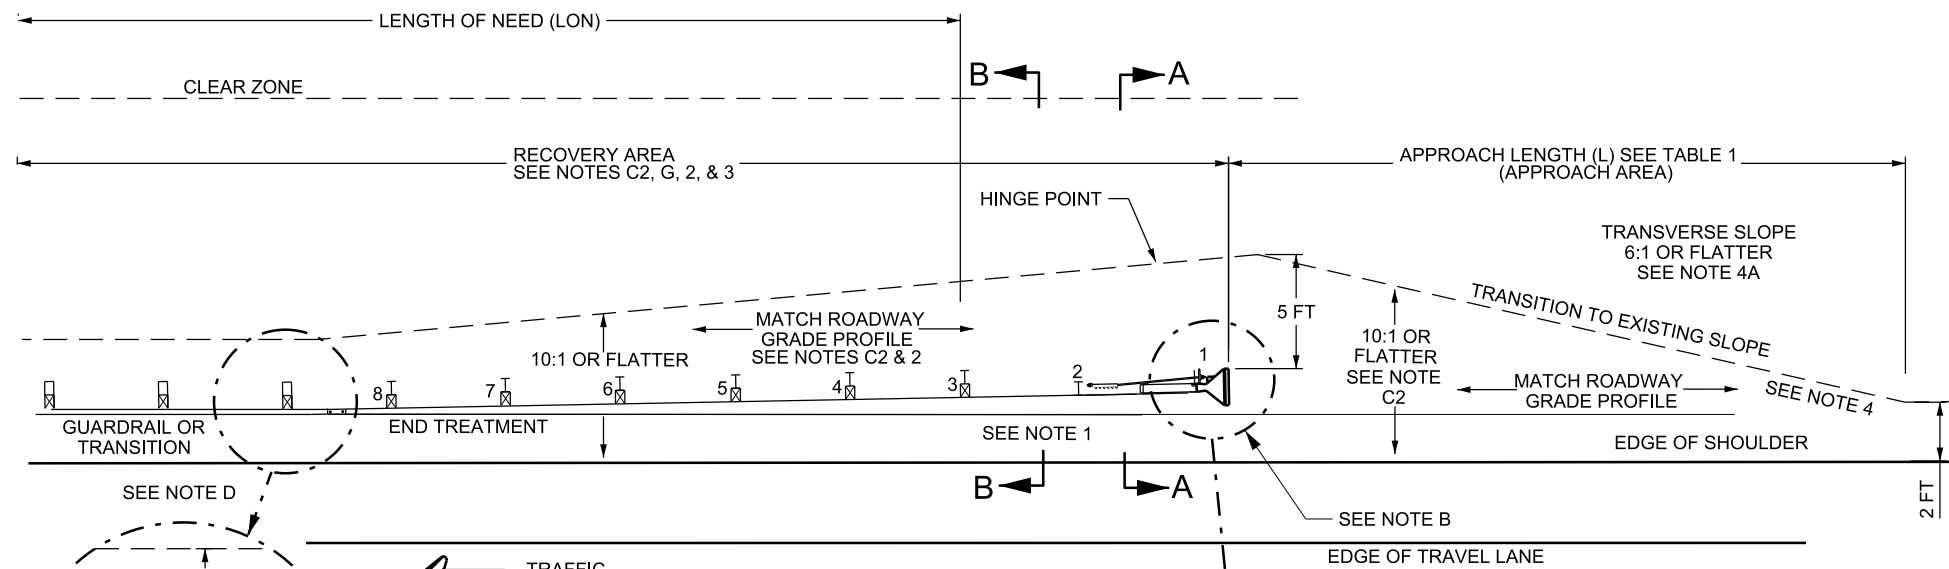 LENGTH OF NEED (LON)
B
A
CLEAR ZONE
RECOVERY AREA
SEE NOTES C2, G, 2, & 3
APPROACH LENGTH (L) SEE TABLE 1
(APPROACH AREA)
HINGE POINT
TRANSVERSE SLOPE
6:1 OR FLATTER
SEE NOTE 4A
TRANSITION TO EXISTING SLOPE
5 FT
MATCH ROADWAY
GRADE PROFILE
SEE NOTES C2 & 2
10:1 OR FLATTER
10:1 OR
FLATTER
SEE NOTE
C2
MATCH ROADWAY
GRADE PROFILE
SEE NOTE 4
8
7
6
5
4
3
2
1
GUARDRAIL OR
TRANSITION
END TREATMENT
SEE NOTE 1
EDGE OF SHOULDER
SEE NOTE D
B
A
SEE NOTE B
2 FT
EDGE OF TRAVEL LANE
TRAFFIC